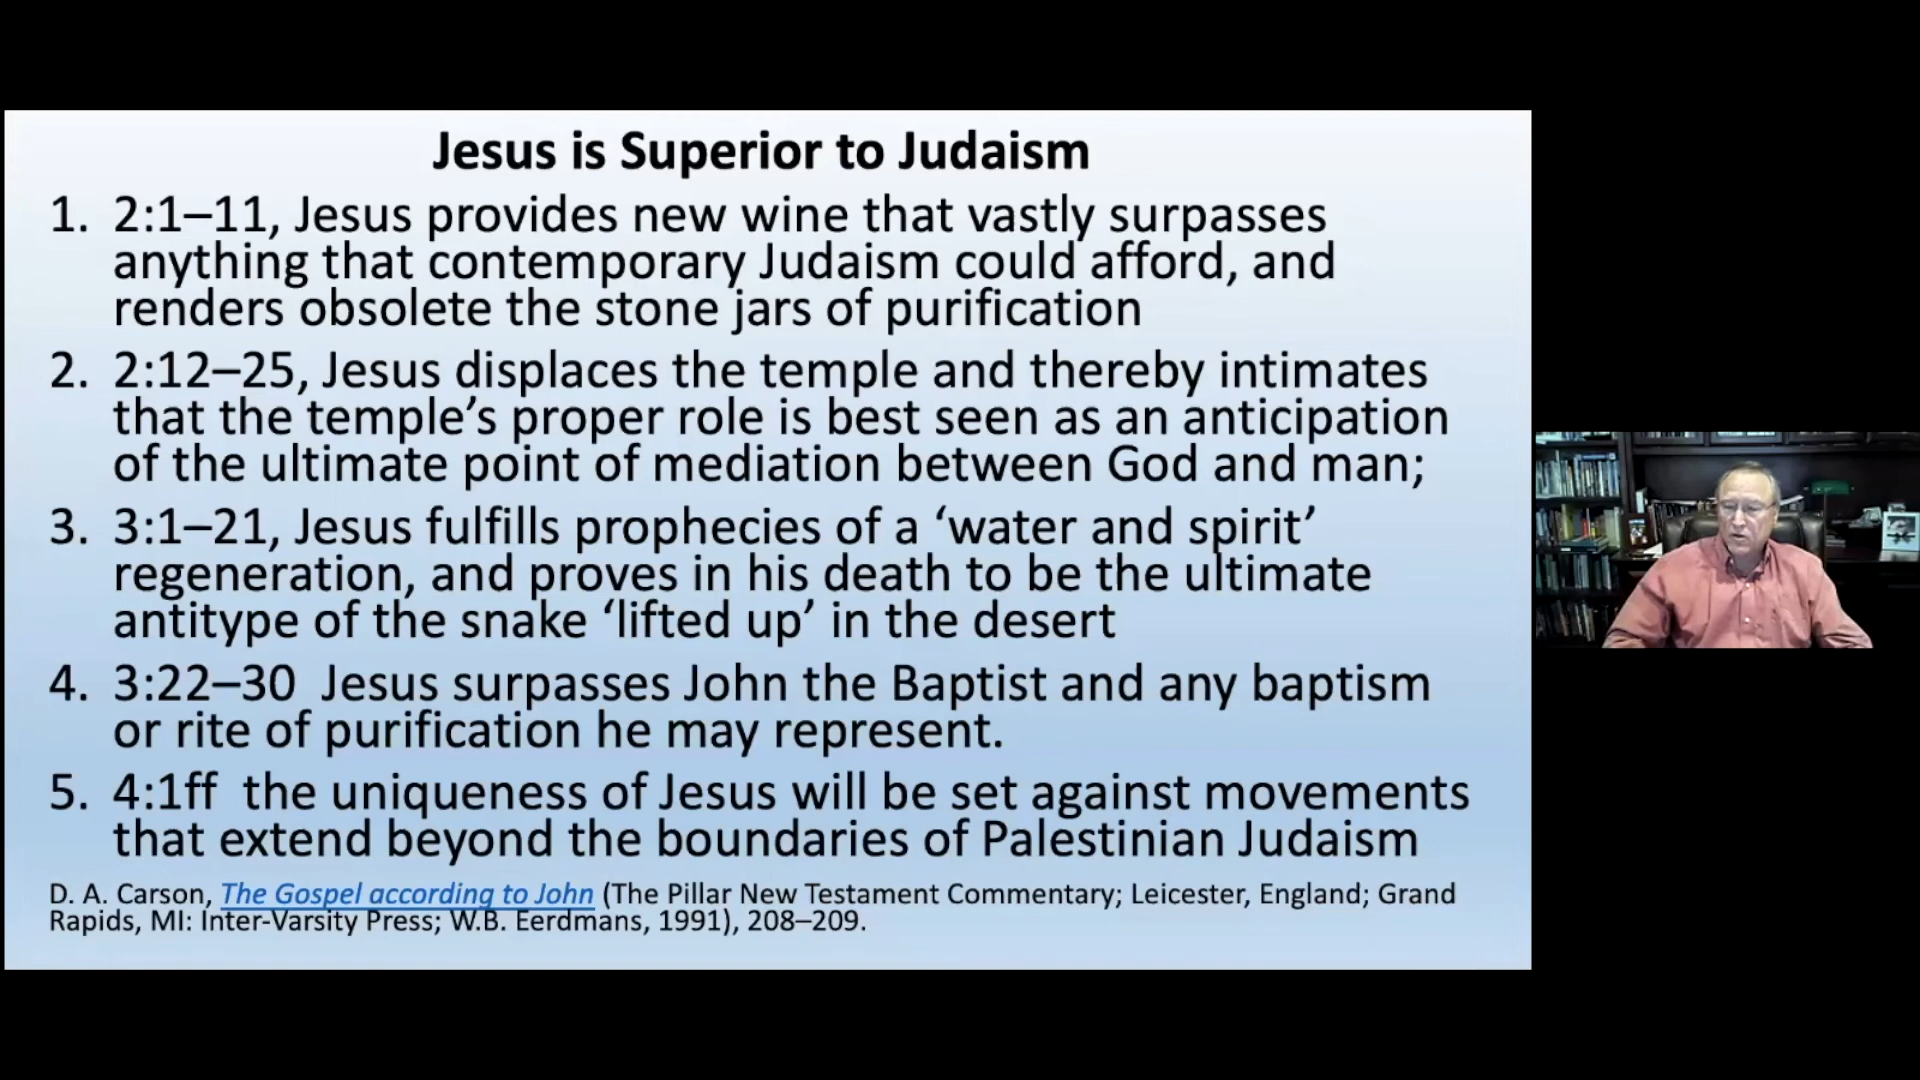 Jesus is Superior to Judaism
1. 2:1–11, Jesus provides new wine that vastly surpasses
anything that contemporary Judaism could afford, and
renders obsolete the stone jars of purification
2. 2:12–25, Jesus displaces the temple and thereby intimates
that the temple’s proper role is best seen as an anticipation
of the ultimate point of mediation between God and man;
3. 3:1–21, Jesus fulfills prophecies of a ‘water and spirit’
regeneration, and proves in his death to be the ultimate
antitype of the snake ‘lifted up’ in the desert
4. 3:22–30  Jesus surpasses John the Baptist and any baptism
or rite of purification he may represent.
5. 4:1ff  the uniqueness of Jesus will be set against movements
that extend beyond the boundaries of Palestinian Judaism
D. A. Carson, The Gospel according to John (The Pillar New Testament Commentary; Leicester, England; Grand
Rapids, MI: Inter-Varsity Press; W.B. Eerdmans, 1991), 208–209.